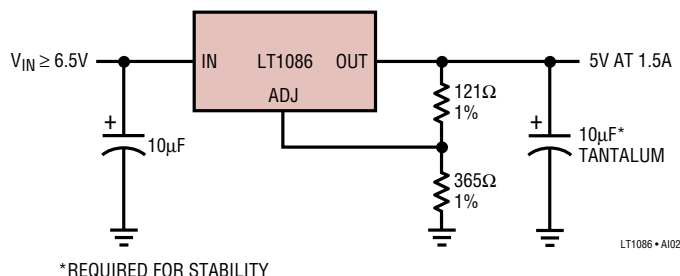 V_IN ≥ 6.5V
IN
LT1086
OUT
ADJ
5V AT 1.5A
121Ω
1%
+
10μF
+
10μF*
TANTALUM
365Ω
1%
LT1086 • AI02
*REQUIRED FOR STABILITY